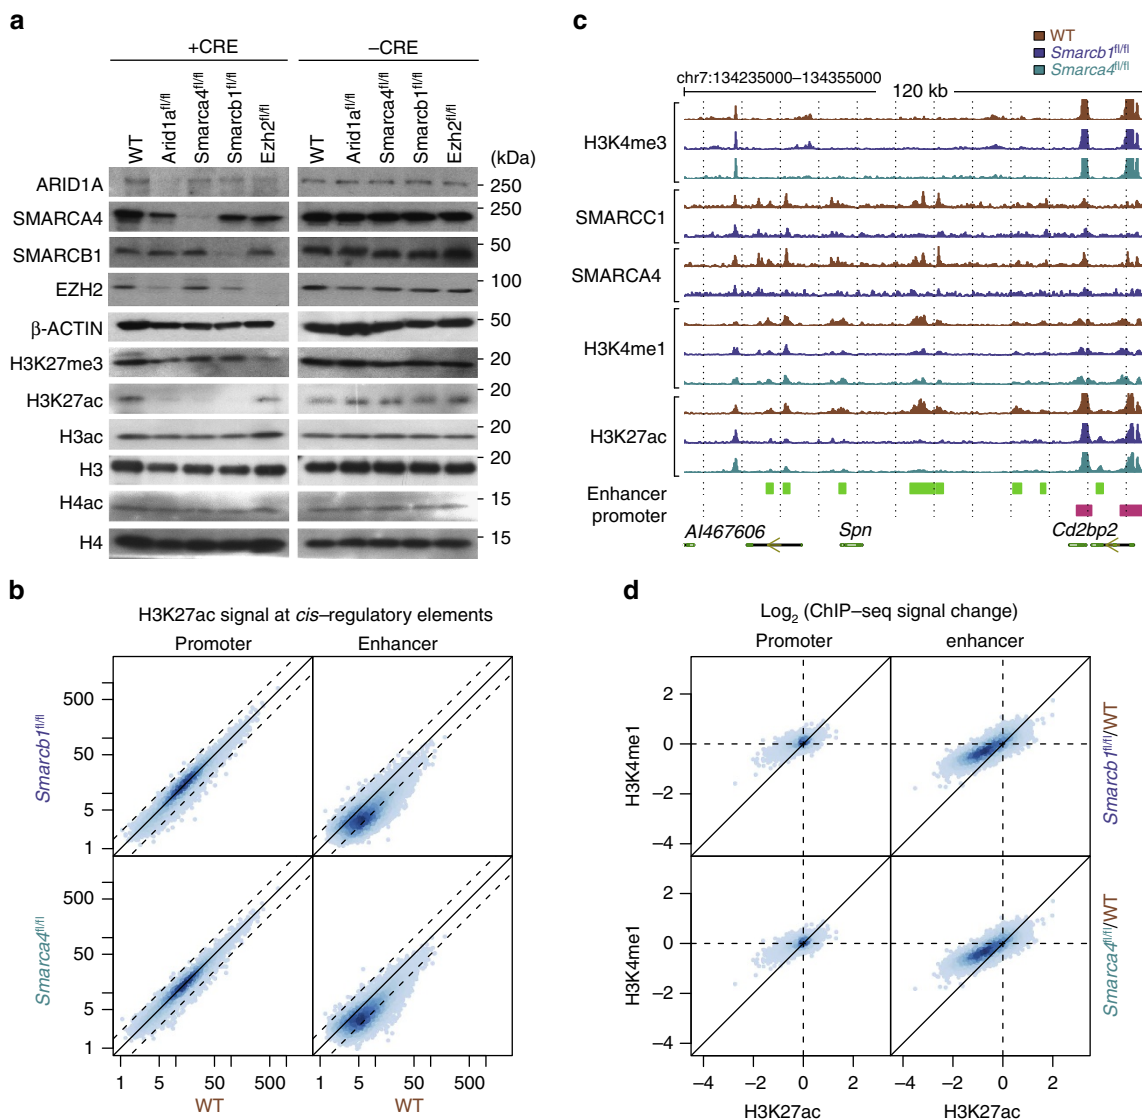 a
+CRE
–CRE
WT
Arid1a^fl/fl
Smarca4^fl/fl
Smarcb1^fl/fl
Ezh2^fl/fl
WT
Arid1a^fl/fl
Smarca4^fl/fl
Smarcb1^fl/fl
Ezh2^fl/fl
(kDa)
ARID1A
250
SMARCA4
250
SMARCB1
50
EZH2
100
β-ACTIN
50
H3K27me3
20
H3K27ac
20
H3ac
20
H3
20
H4ac
15
H4
15
b
H3K27ac signal at cis–regulatory elements
Promoter
Enhancer
Smarcb1^fl/fl
500
50
5
1
Smarca4^fl/fl
500
50
5
1
1 5 50 500
1 5 50 500
WT
WT
c
WT
Smarcb1^fl/fl
Smarca4^fl/fl
chr7:134235000–134355000
120 kb
H3K4me3
SMARCC1
SMARCA4
H3K4me1
H3K27ac
Enhancer
promoter
AI467606
Spn
Cd2bp2
d
Log₂ (ChIP–seq signal change)
Promoter
enhancer
H3K4me1
2
0
–2
–4
Smarcb1^fl/fl/WT
H3K4me1
2
0
–2
–4
Smarca4^fl/fl/WT
–4 –2 0 2
–4 –2 0 2
H3K27ac
H3K27ac